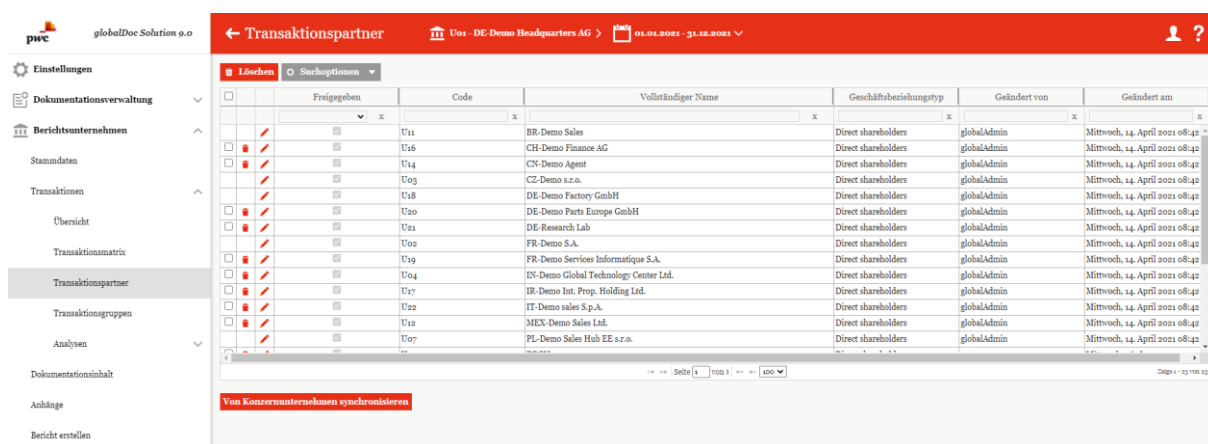 pwc
globalDoc Solution 9.0
Einstellungen
Dokumentationsverwaltung
Berichtsunternehmen
Stammdaten
Transaktionen
Übersicht
Transaktionsmatrix
Transaktionspartner
Transaktionsgruppen
Analysen
Dokumentationsinhalt
Anhänge
Bericht erstellen
← Transaktionspartner U01 - DE-Demo Headquarters AG > 01.01.2021 - 31.12.2021
?
Löschen Suchoptionen
Freigegeben Code Vollständiger Name Geschäftsbeziehungstyp Geändert von Geändert am
x x x x x x
U11 BR-Demo Sales Direct shareholders globalAdmin Mittwoch, 14. April 2021 08:42
U16 CH-Demo Finance AG Direct shareholders globalAdmin Mittwoch, 14. April 2021 08:42
U14 CN-Demo Agent Direct shareholders globalAdmin Mittwoch, 14. April 2021 08:42
U03 CZ-Demo s.r.o. Direct shareholders globalAdmin Mittwoch, 14. April 2021 08:42
U18 DE-Demo Factory GmbH Direct shareholders globalAdmin Mittwoch, 14. April 2021 08:42
U20 DE-Demo Parts Europe GmbH Direct shareholders globalAdmin Mittwoch, 14. April 2021 08:42
U21 DE-Research Lab Direct shareholders globalAdmin Mittwoch, 14. April 2021 08:42
U02 FR-Demo S.A. Direct shareholders globalAdmin Mittwoch, 14. April 2021 08:42
U19 FR-Demo Services Informatique S.A. Direct shareholders globalAdmin Mittwoch, 14. April 2021 08:42
U04 IN-Demo Global Technology Center Ltd. Direct shareholders globalAdmin Mittwoch, 14. April 2021 08:42
U17 IR-Demo Int. Prop. Holding Ltd. Direct shareholders globalAdmin Mittwoch, 14. April 2021 08:42
U22 IT-Demo sales S.p.A. Direct shareholders globalAdmin Mittwoch, 14. April 2021 08:42
U12 MEX-Demo Sales Ltd. Direct shareholders globalAdmin Mittwoch, 14. April 2021 08:42
U07 PL-Demo Sales Hub EE s.r.o. Direct shareholders globalAdmin Mittwoch, 14. April 2021 08:42
Seite 1 von 1 100
Zeige 1 - 23 von 23
Von Konzernunternehmen synchronisieren